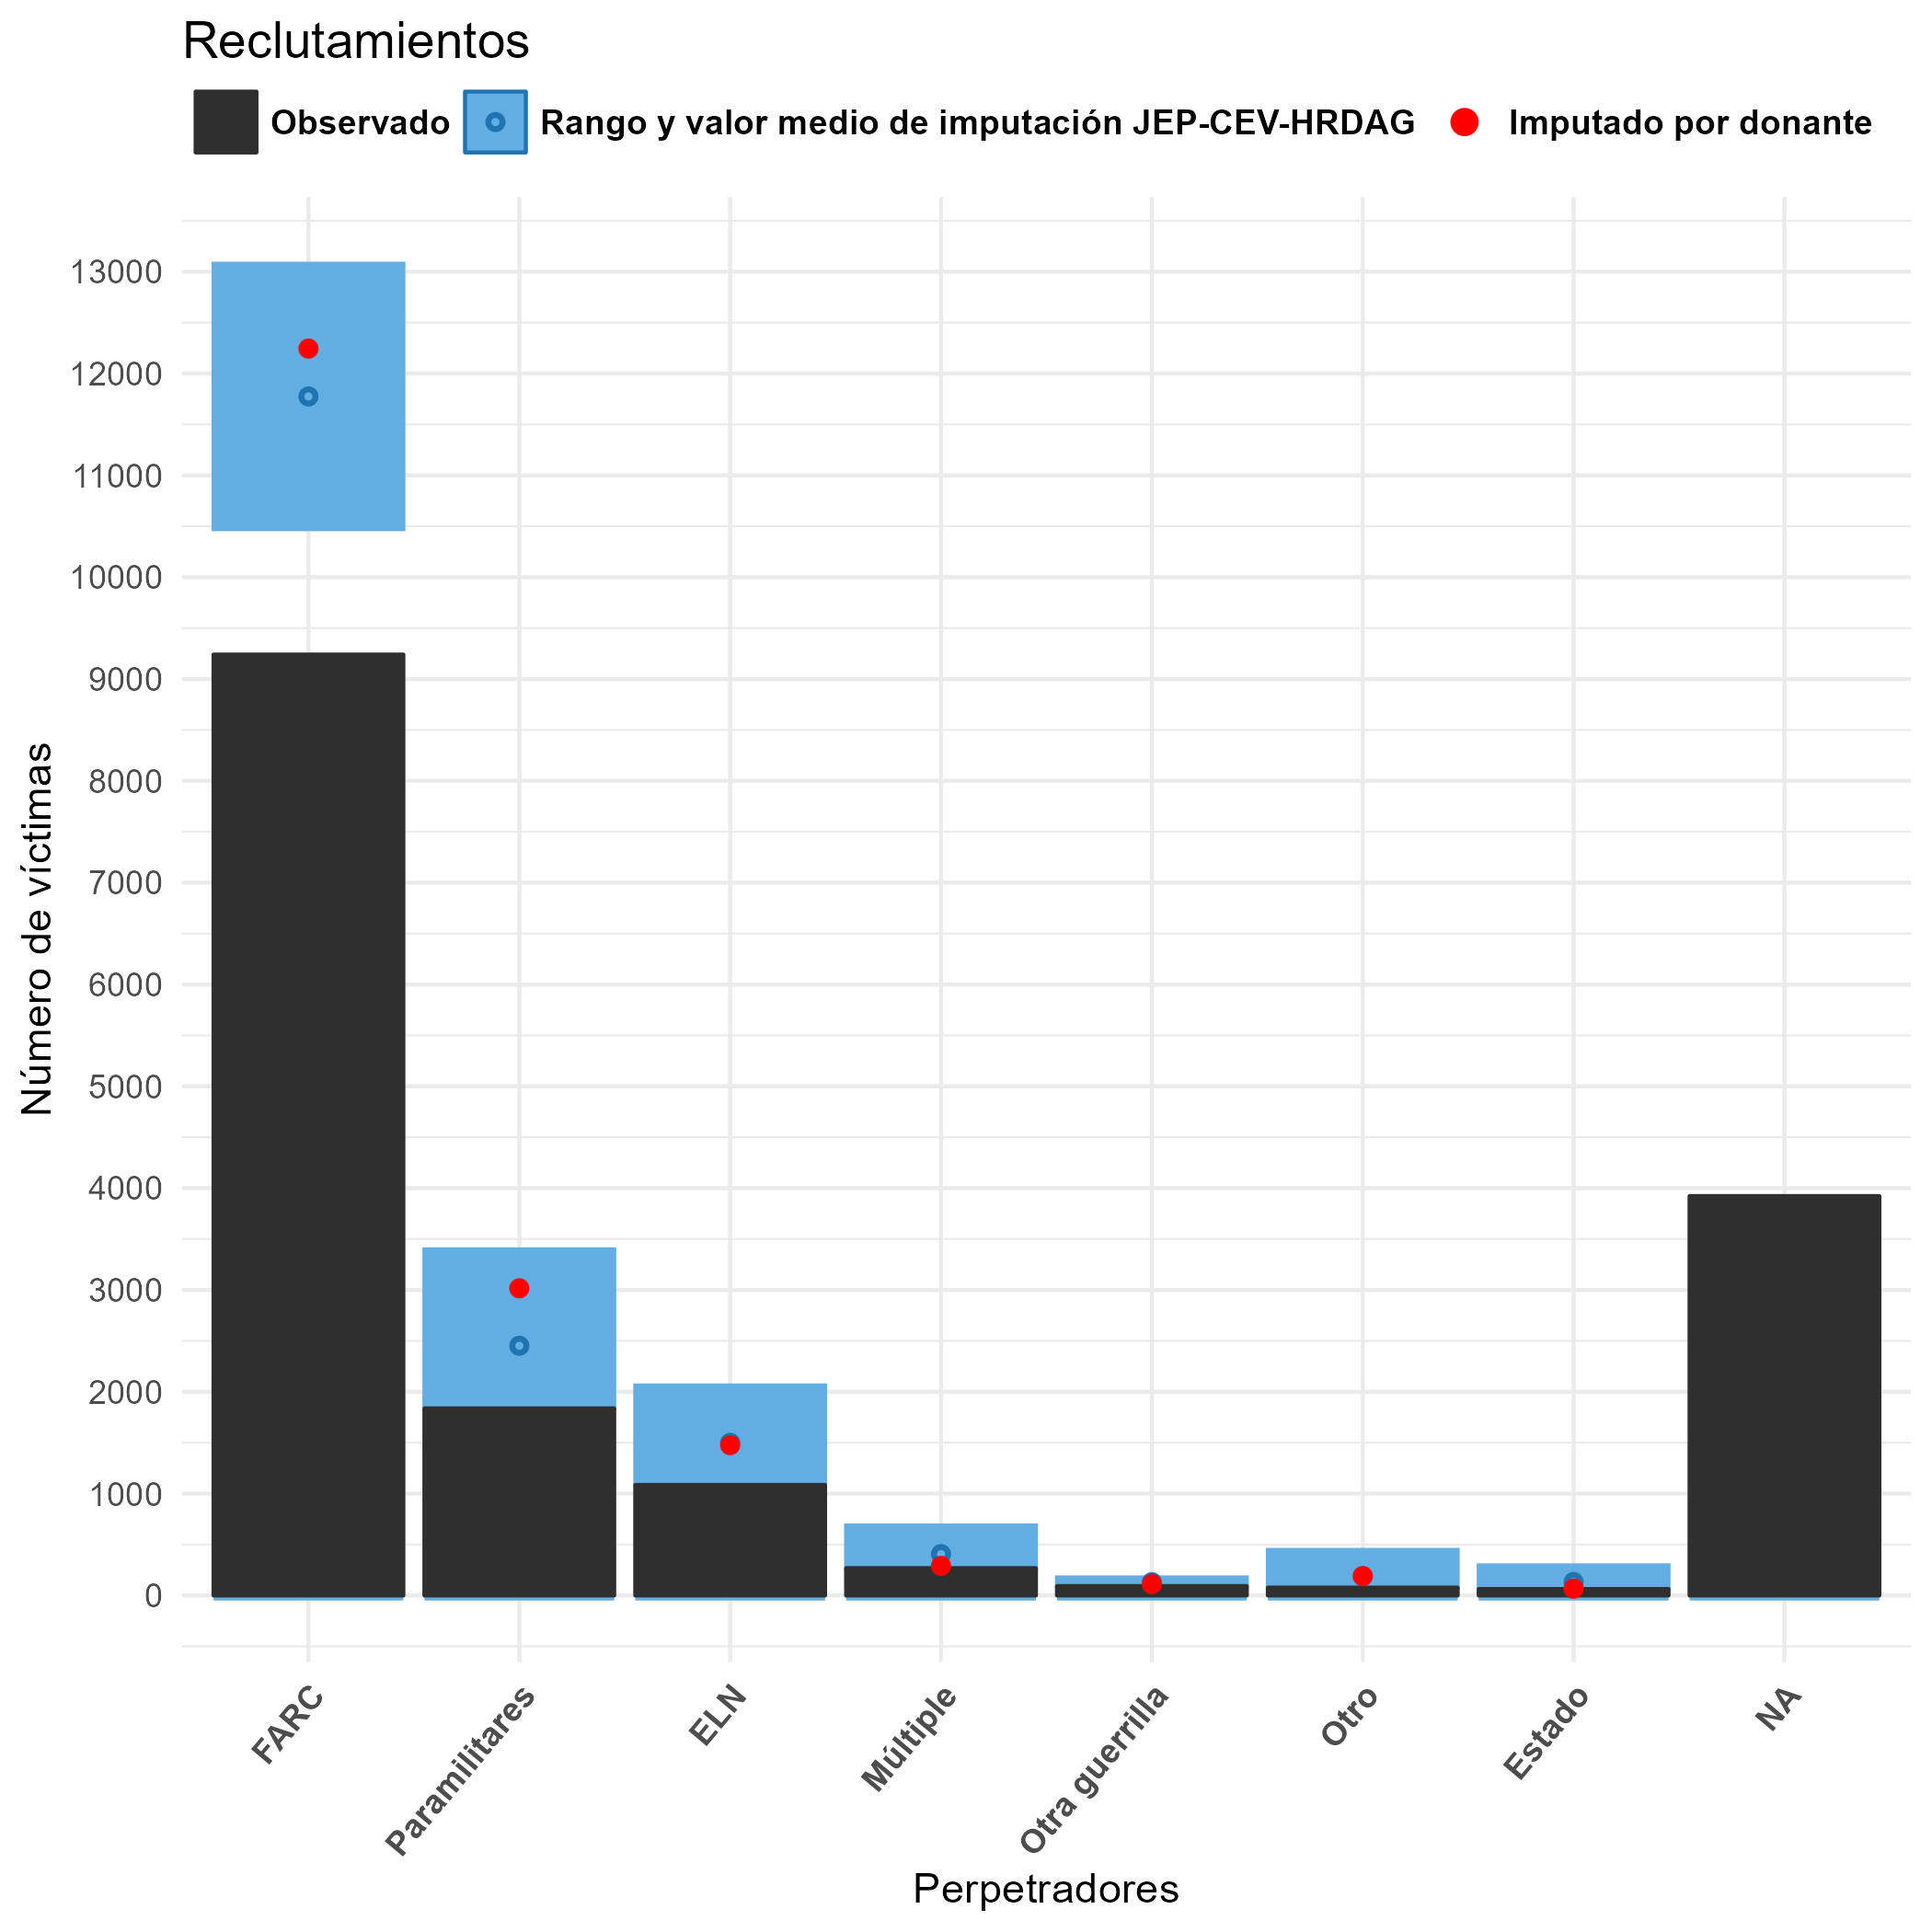 Reclutamientos
Observado
Rango y valor medio de imputación JEP-CEV-HRDAG
Imputado por donante
Número de víctimas
13000
12000
11000
10000
9000
8000
7000
6000
5000
4000
3000
2000
1000
0
FARC
Paramilitares
ELN
Múltiple
Otra guerrilla
Otro
Estado
NA
Perpetradores